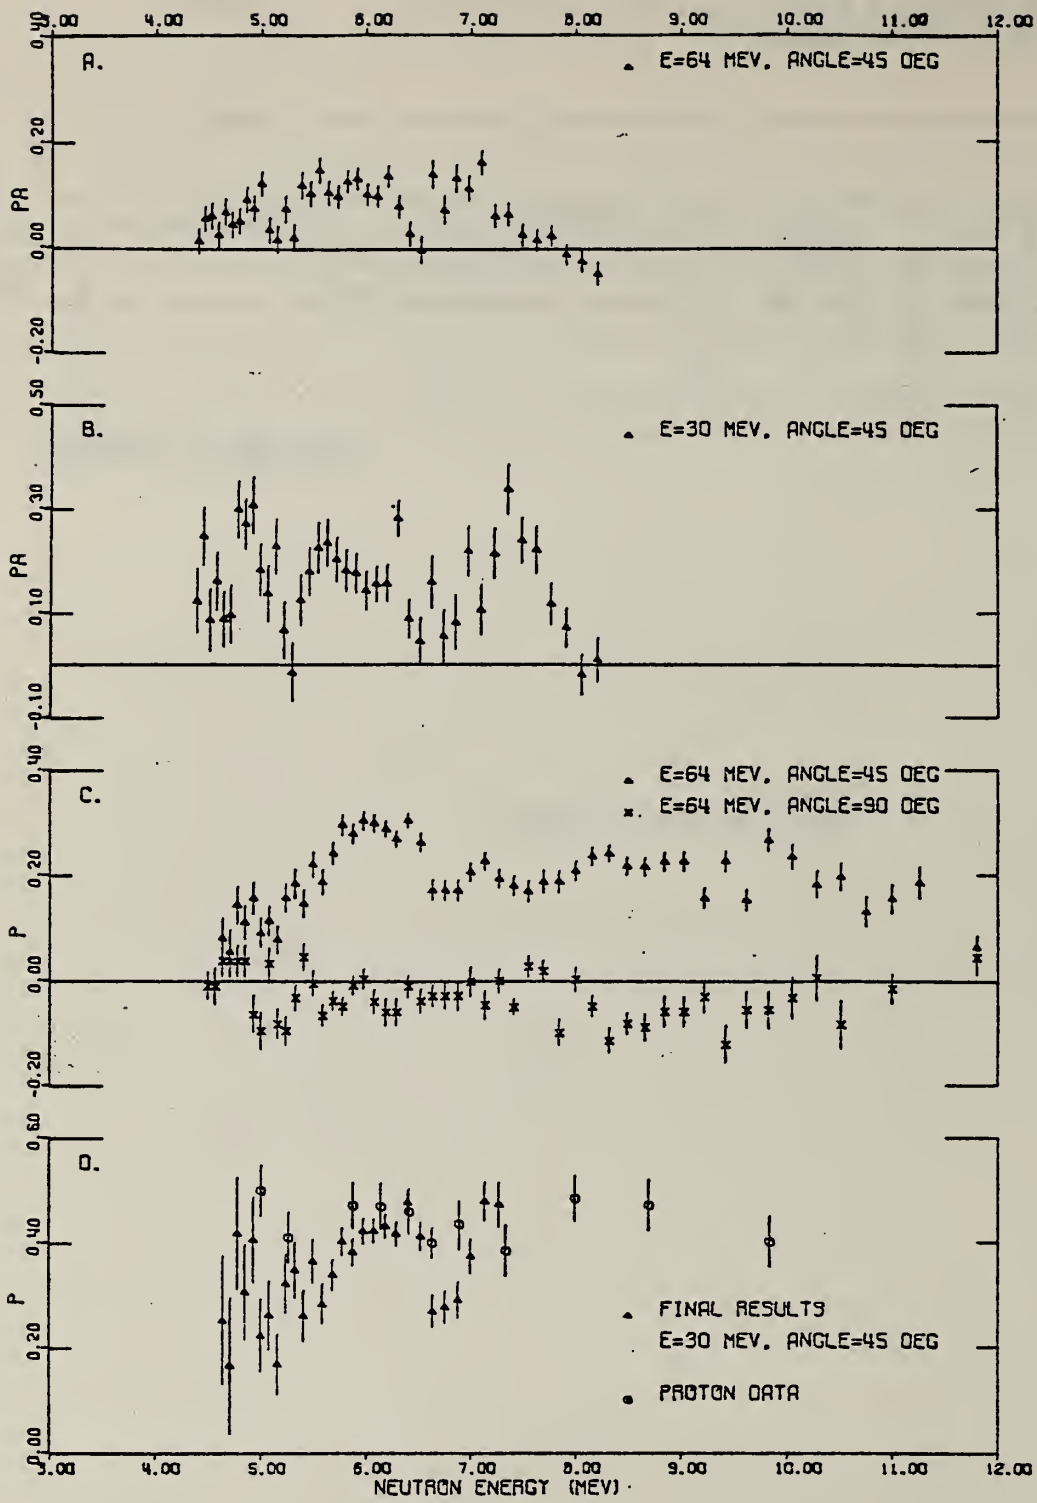 3.00 4.00 5.00 6.00 7.00 8.00 9.00 10.00 11.00 12.00
A.
E=64 MEV, ANGLE=45 DEG
0.40
0.20
0.00
-0.20
PA
B.
E=30 MEV, ANGLE=45 DEG
0.50
0.30
0.10
-0.10
PA
C.
E=64 MEV, ANGLE=45 DEG
E=64 MEV, ANGLE=90 DEG
0.40
0.20
0.00
-0.20
P
D.
0.60
0.40
0.20
0.00
P
FINAL RESULTS
E=30 MEV, ANGLE=45 DEG
PROTON DATA
3.00 4.00 5.00 6.00 7.00 8.00 9.00 10.00 11.00 12.00
NEUTRON ENERGY (MEV)